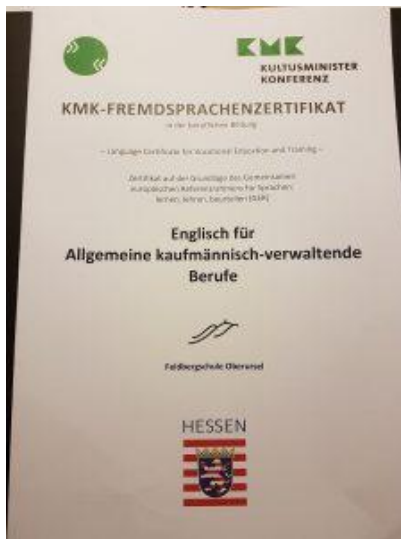 KMK
KULTUSMINISTER
KONFERENZ
KMK-FREMDSPRACHENZERTIFIKAT
in der beruflichen Bildung
– Language Certificate for Vocational Education and Training –
Zertifikat auf der Grundlage des Gemeinsamen
europäischen Referenzrahmens für Sprachen:
lernen, lehren, beurteilen (GER)
Englisch für
Allgemeine kaufmännisch-verwaltende
Berufe
Feldbergschule Oberursel
HESSEN